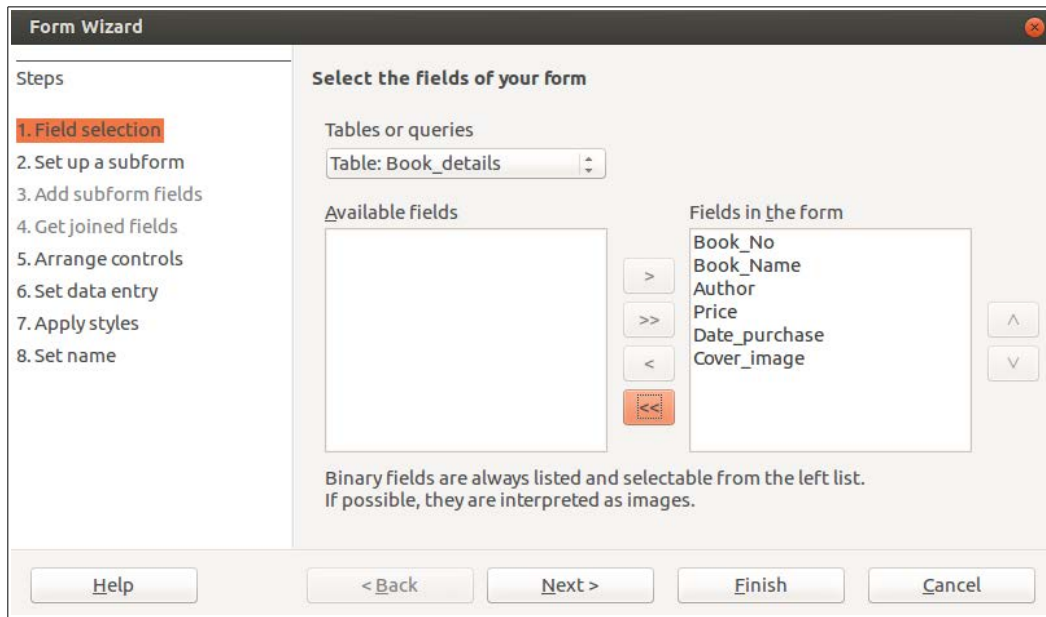 Form Wizard
Steps
1. Field selection
2. Set up a subform
3. Add subform fields
4. Get joined fields
5. Arrange controls
6. Set data entry
7. Apply styles
8. Set name
Select the fields of your form
Tables or queries
Table: Book_details
Available fields
>
>>
<
<<
Fields in the form
Book_No
Book_Name
Author
Price
Date_purchase
Cover_image
Binary fields are always listed and selectable from the left list.
If possible, they are interpreted as images.
Help
< Back
Next >
Finish
Cancel